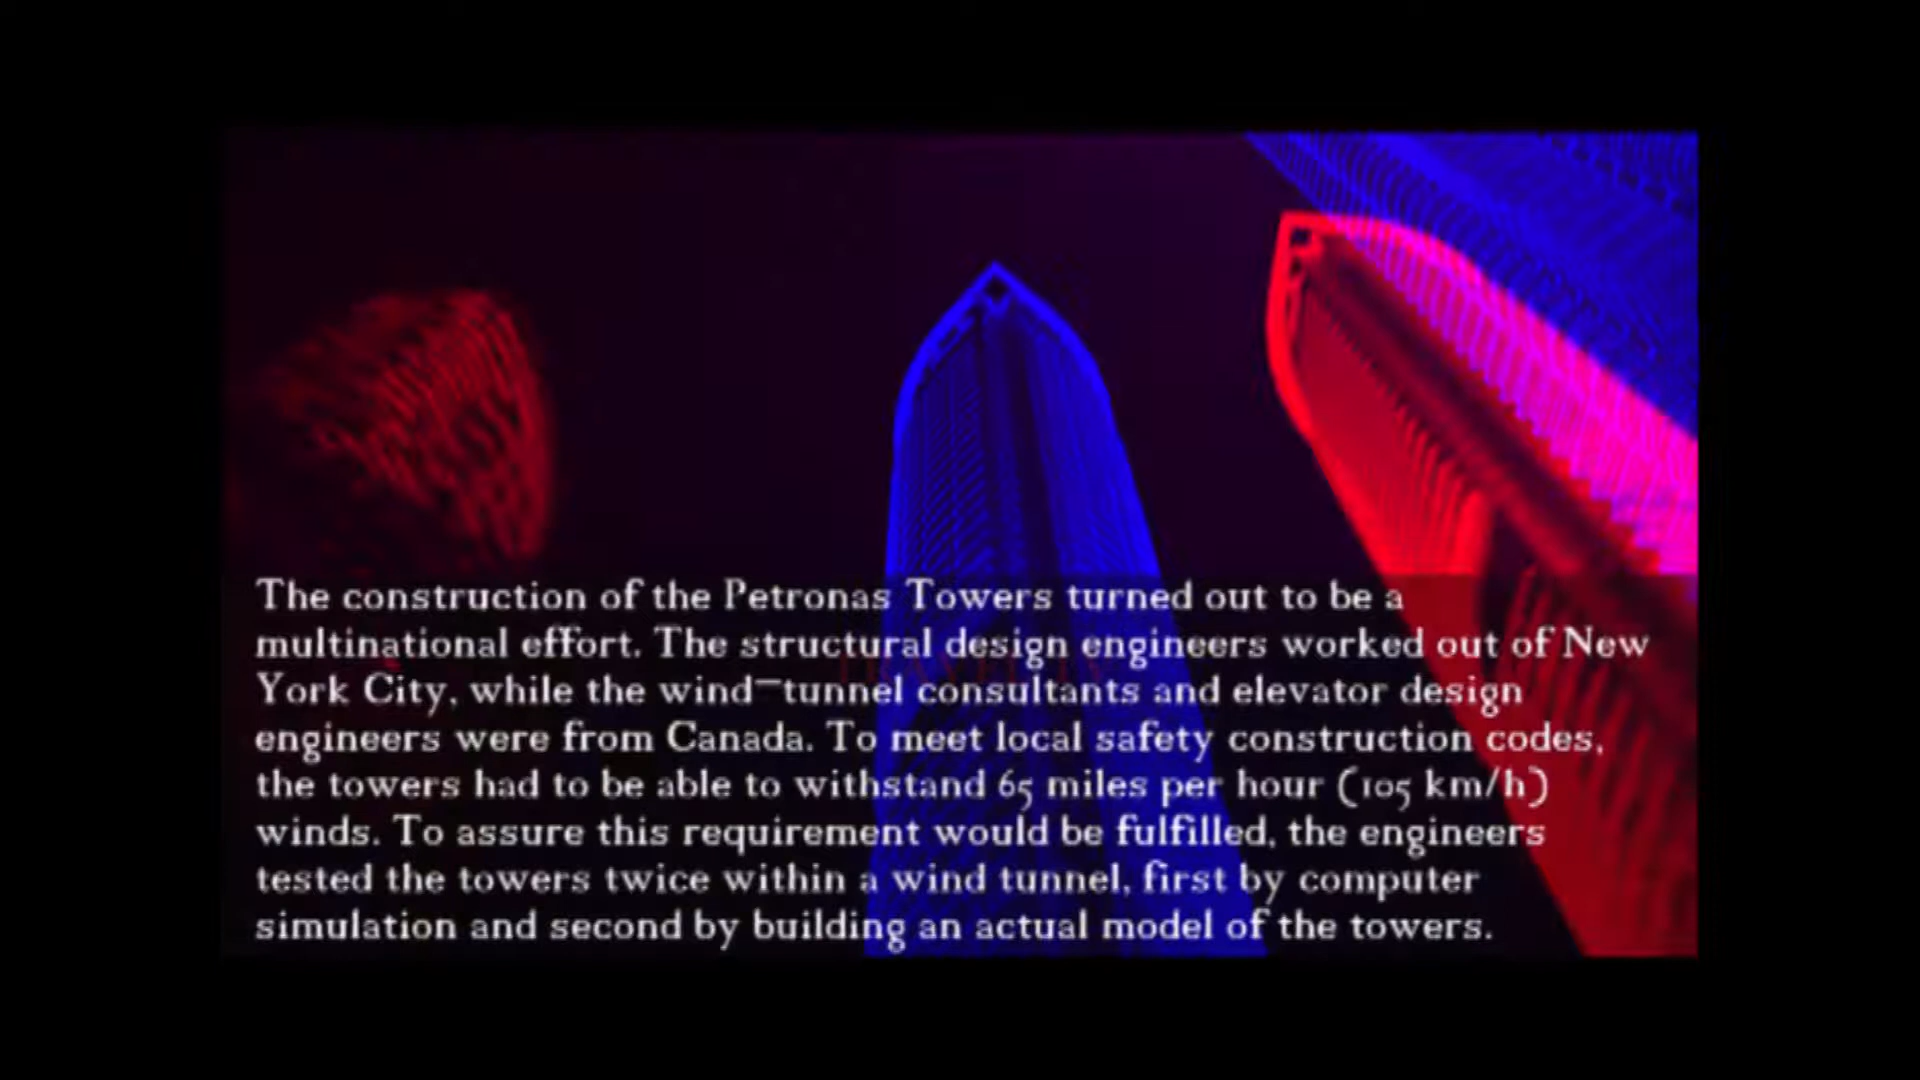 The construction of the Petronas Towers turned out to be a
multinational effort. The structural design engineers worked out of New
York City, while the wind-tunnel consultants and elevator design
engineers were from Canada. To meet local safety construction codes,
the towers had to be able to withstand 65 miles per hour (105 km/h)
winds. To assure this requirement would be fulfilled, the engineers
tested the towers twice within a wind tunnel, first by computer
simulation and second by building an actual model of the towers.